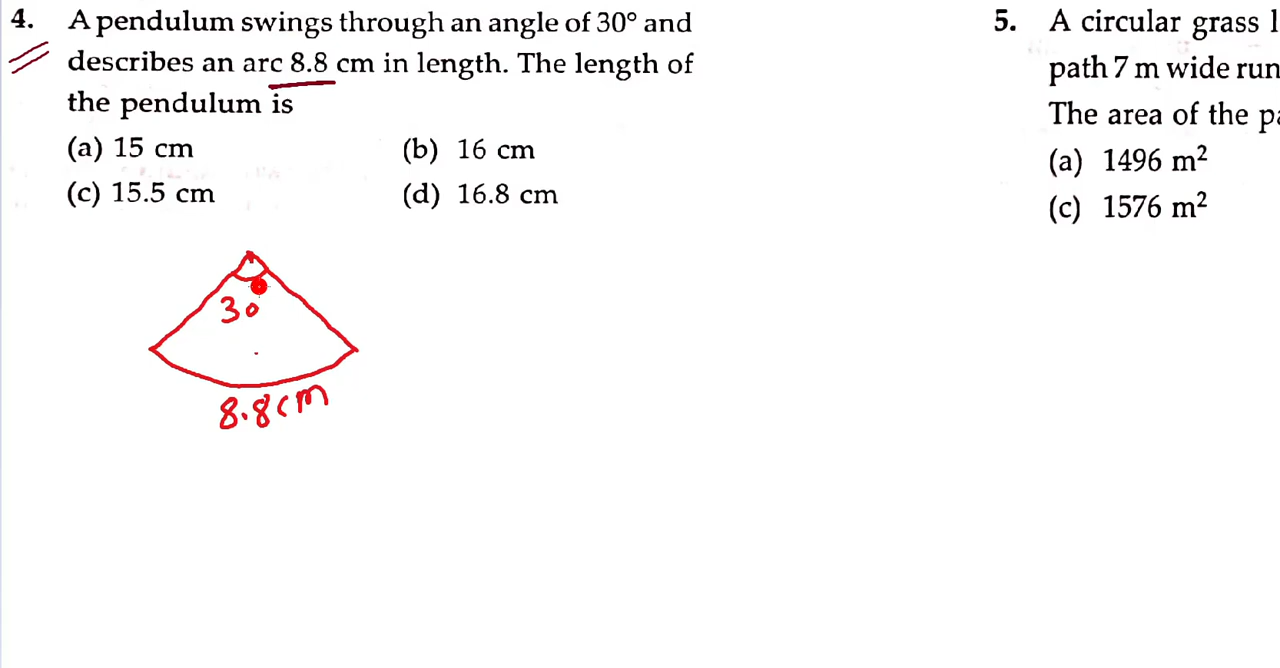 4. A pendulum swings through an angle of 30° and
describes an arc 8.8 cm in length. The length of
the pendulum is
(a) 15 cm (b) 16 cm
(c) 15.5 cm (d) 16.8 cm
30
8.8cm
5. A circular grass l
path 7 m wide run
The area of the pa
(a) 1496 m²
(c) 1576 m²